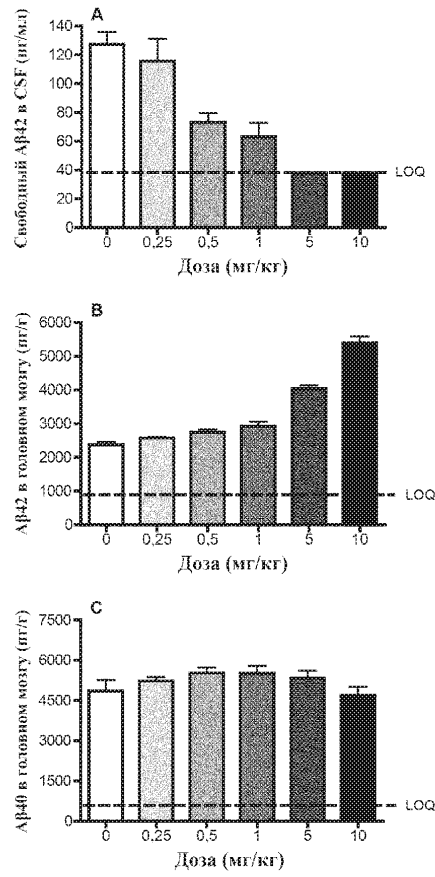 A
Свободный Aβ42 в CSF (пг/мл)
140
120
100
80
60
40
20
0
LOQ
0 0,25 0,5 1 5 10
Доза (мг/кг)
B
Aβ42 в головном мозгу (пг/г)
6000
5000
4000
3000
2000
1000
0
LOQ
0 0,25 0,5 1 5 10
Доза (мг/кг)
C
Aβ40 в головном мозгу (пг/г)
7500
6000
4500
3000
1500
0
LOQ
0 0,25 0,5 1 5 10
Доза (мг/кг)